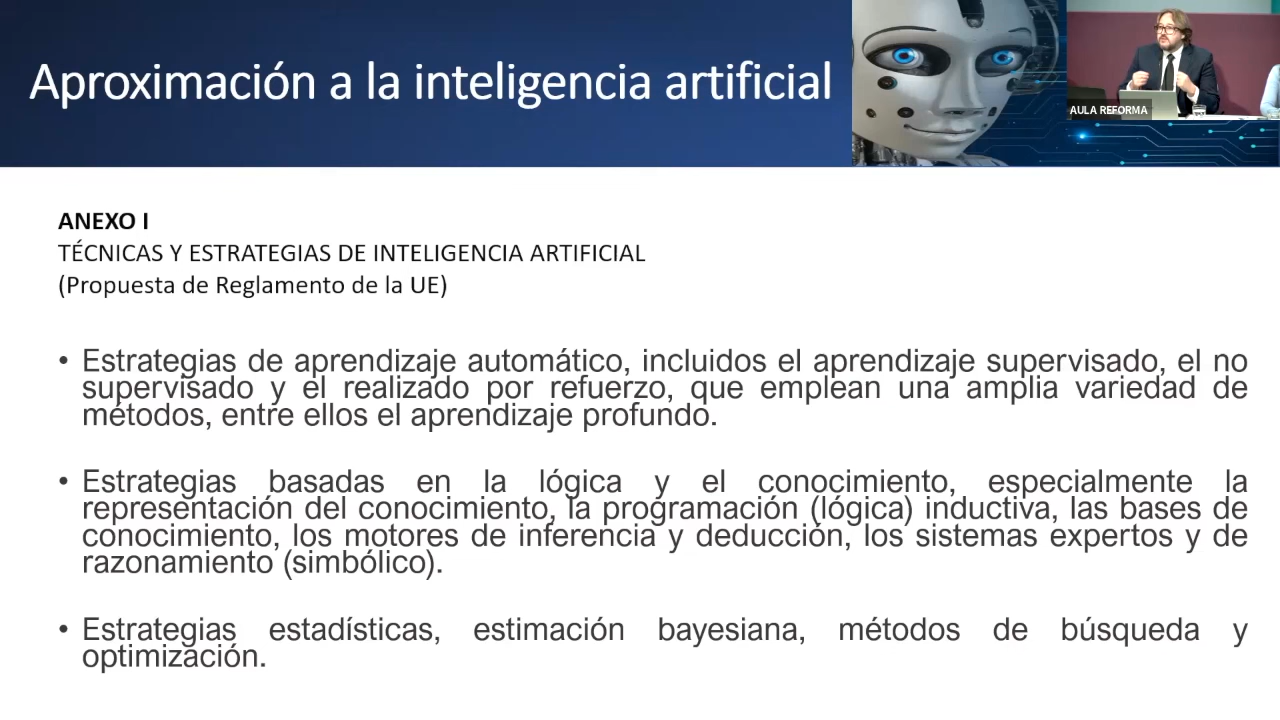 Aproximación a la inteligencia artificial
AULA REFORMA
ANEXO I
TÉCNICAS Y ESTRATEGIAS DE INTELIGENCIA ARTIFICIAL
(Propuesta de Reglamento de la UE)
• Estrategias de aprendizaje automático, incluidos el aprendizaje supervisado, el no
supervisado y el realizado por refuerzo, que emplean una amplia variedad de
métodos, entre ellos el aprendizaje profundo.
• Estrategias basadas en la lógica y el conocimiento, especialmente la
representación del conocimiento, la programación (lógica) inductiva, las bases de
conocimiento, los motores de inferencia y deducción, los sistemas expertos y de
razonamiento (simbólico).
• Estrategias estadísticas, estimación bayesiana, métodos de búsqueda y
optimización.